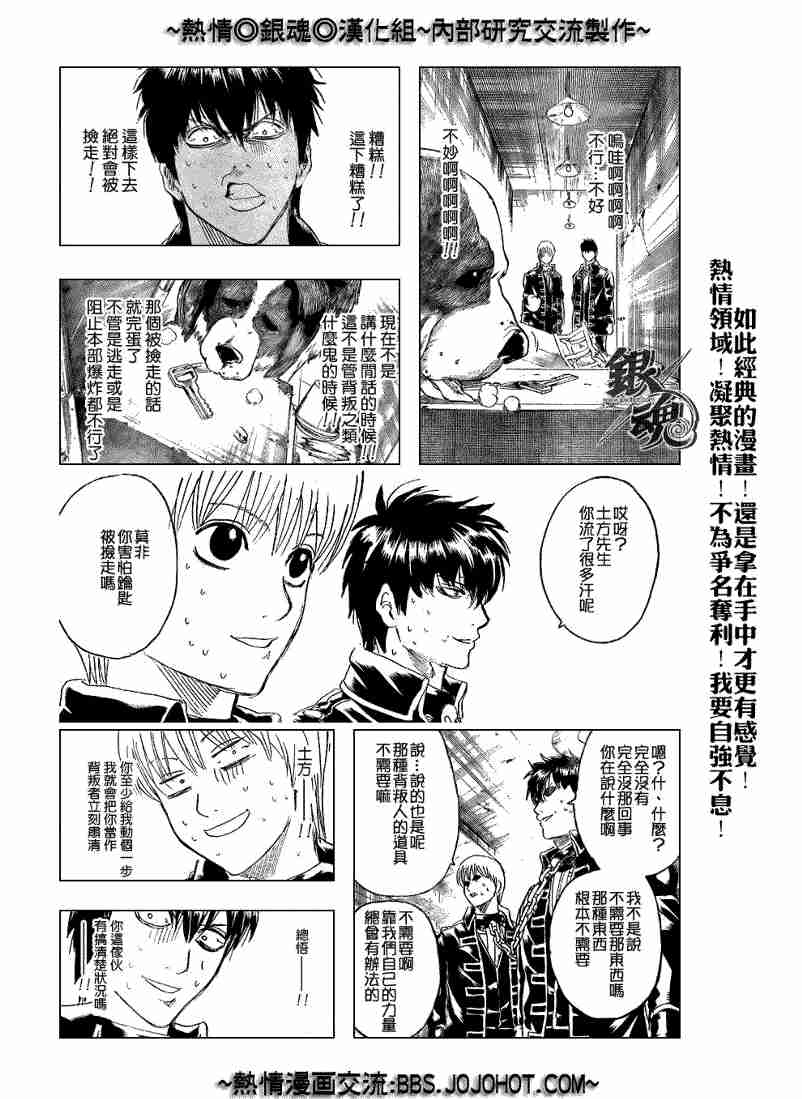 ~熱情◎銀魂◎漢化組~內部研究交流製作~
嗚哇啊啊啊啊
不行…不好
不妙啊啊啊啊啊!!
銀魂
糟糕!!
這下糟糕了!!
這樣下去
絕對會被
撿走!!
現在不是
講什麼閒話的時候!!
這不是管背叛之類
什麼鬼的時候!!
那個被撿走的話
就完蛋了
不管是逃走或是
阻止本部爆炸都不行了
哎呀?
土方先生
你流了很多汗呢
莫非
你害怕鑰匙
被撿走嗎
嗯?什、什麼?
完全沒有
完全沒那回事
你在說什麼啊
我不是說
不需要那東西嗎
那種東西
根本不需要
說…說的也是呢
那種背叛人的道具
不需要嘛
不需要啊
靠我們自己的力量
總會有辦法的
土方——!!
你至少給我動個一步
我就會把你當作
背叛者立刻肅清
總悟——!!
你這傢伙
有搞清楚狀況嗎
如此經典的漫畫!還是拿在手中才更有感覺!
熱情領域!凝聚熱情!不為爭名奪利!我要自強不息!
~熱情漫画交流:BBS.JOJOHOT.COM~